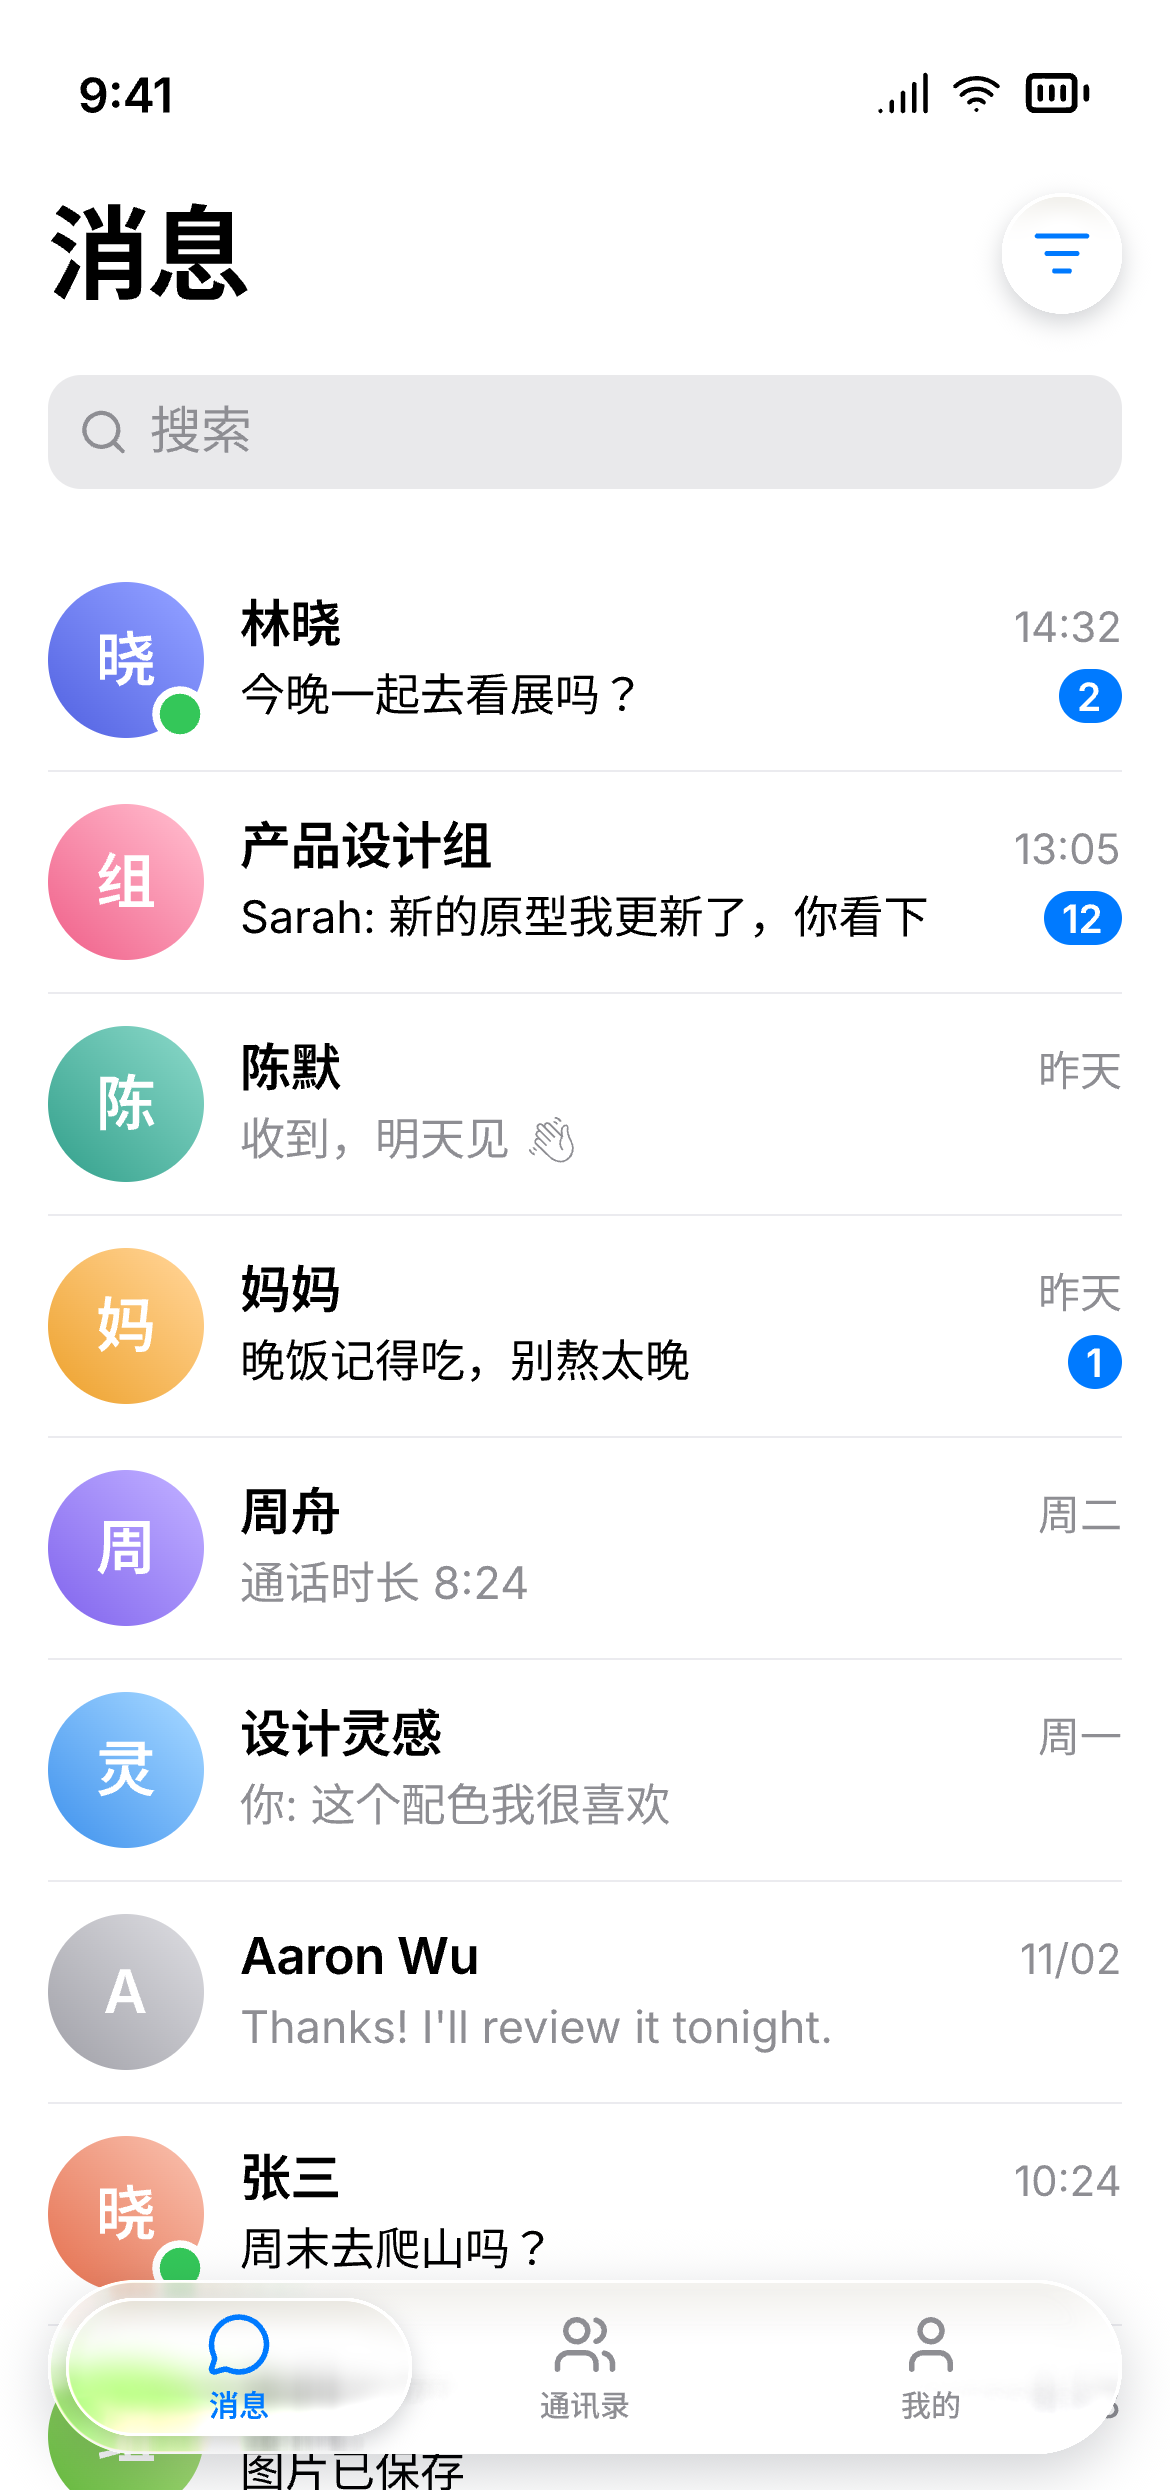 9:41
消息
搜索
晓
林晓
14:32
今晚一起去看展吗？
2
组
产品设计组
13:05
Sarah: 新的原型我更新了，你看下
12
陈
陈默
昨天
收到，明天见 👋
妈
妈妈
昨天
晚饭记得吃，别熬太晚
1
周
周舟
周二
通话时长 8:24
灵
设计灵感
周一
你: 这个配色我很喜欢
A
Aaron Wu
11/02
Thanks! I'll review it tonight.
晓
张三
10:24
周末去爬山吗？
消息
通讯录
我的
图片已保存